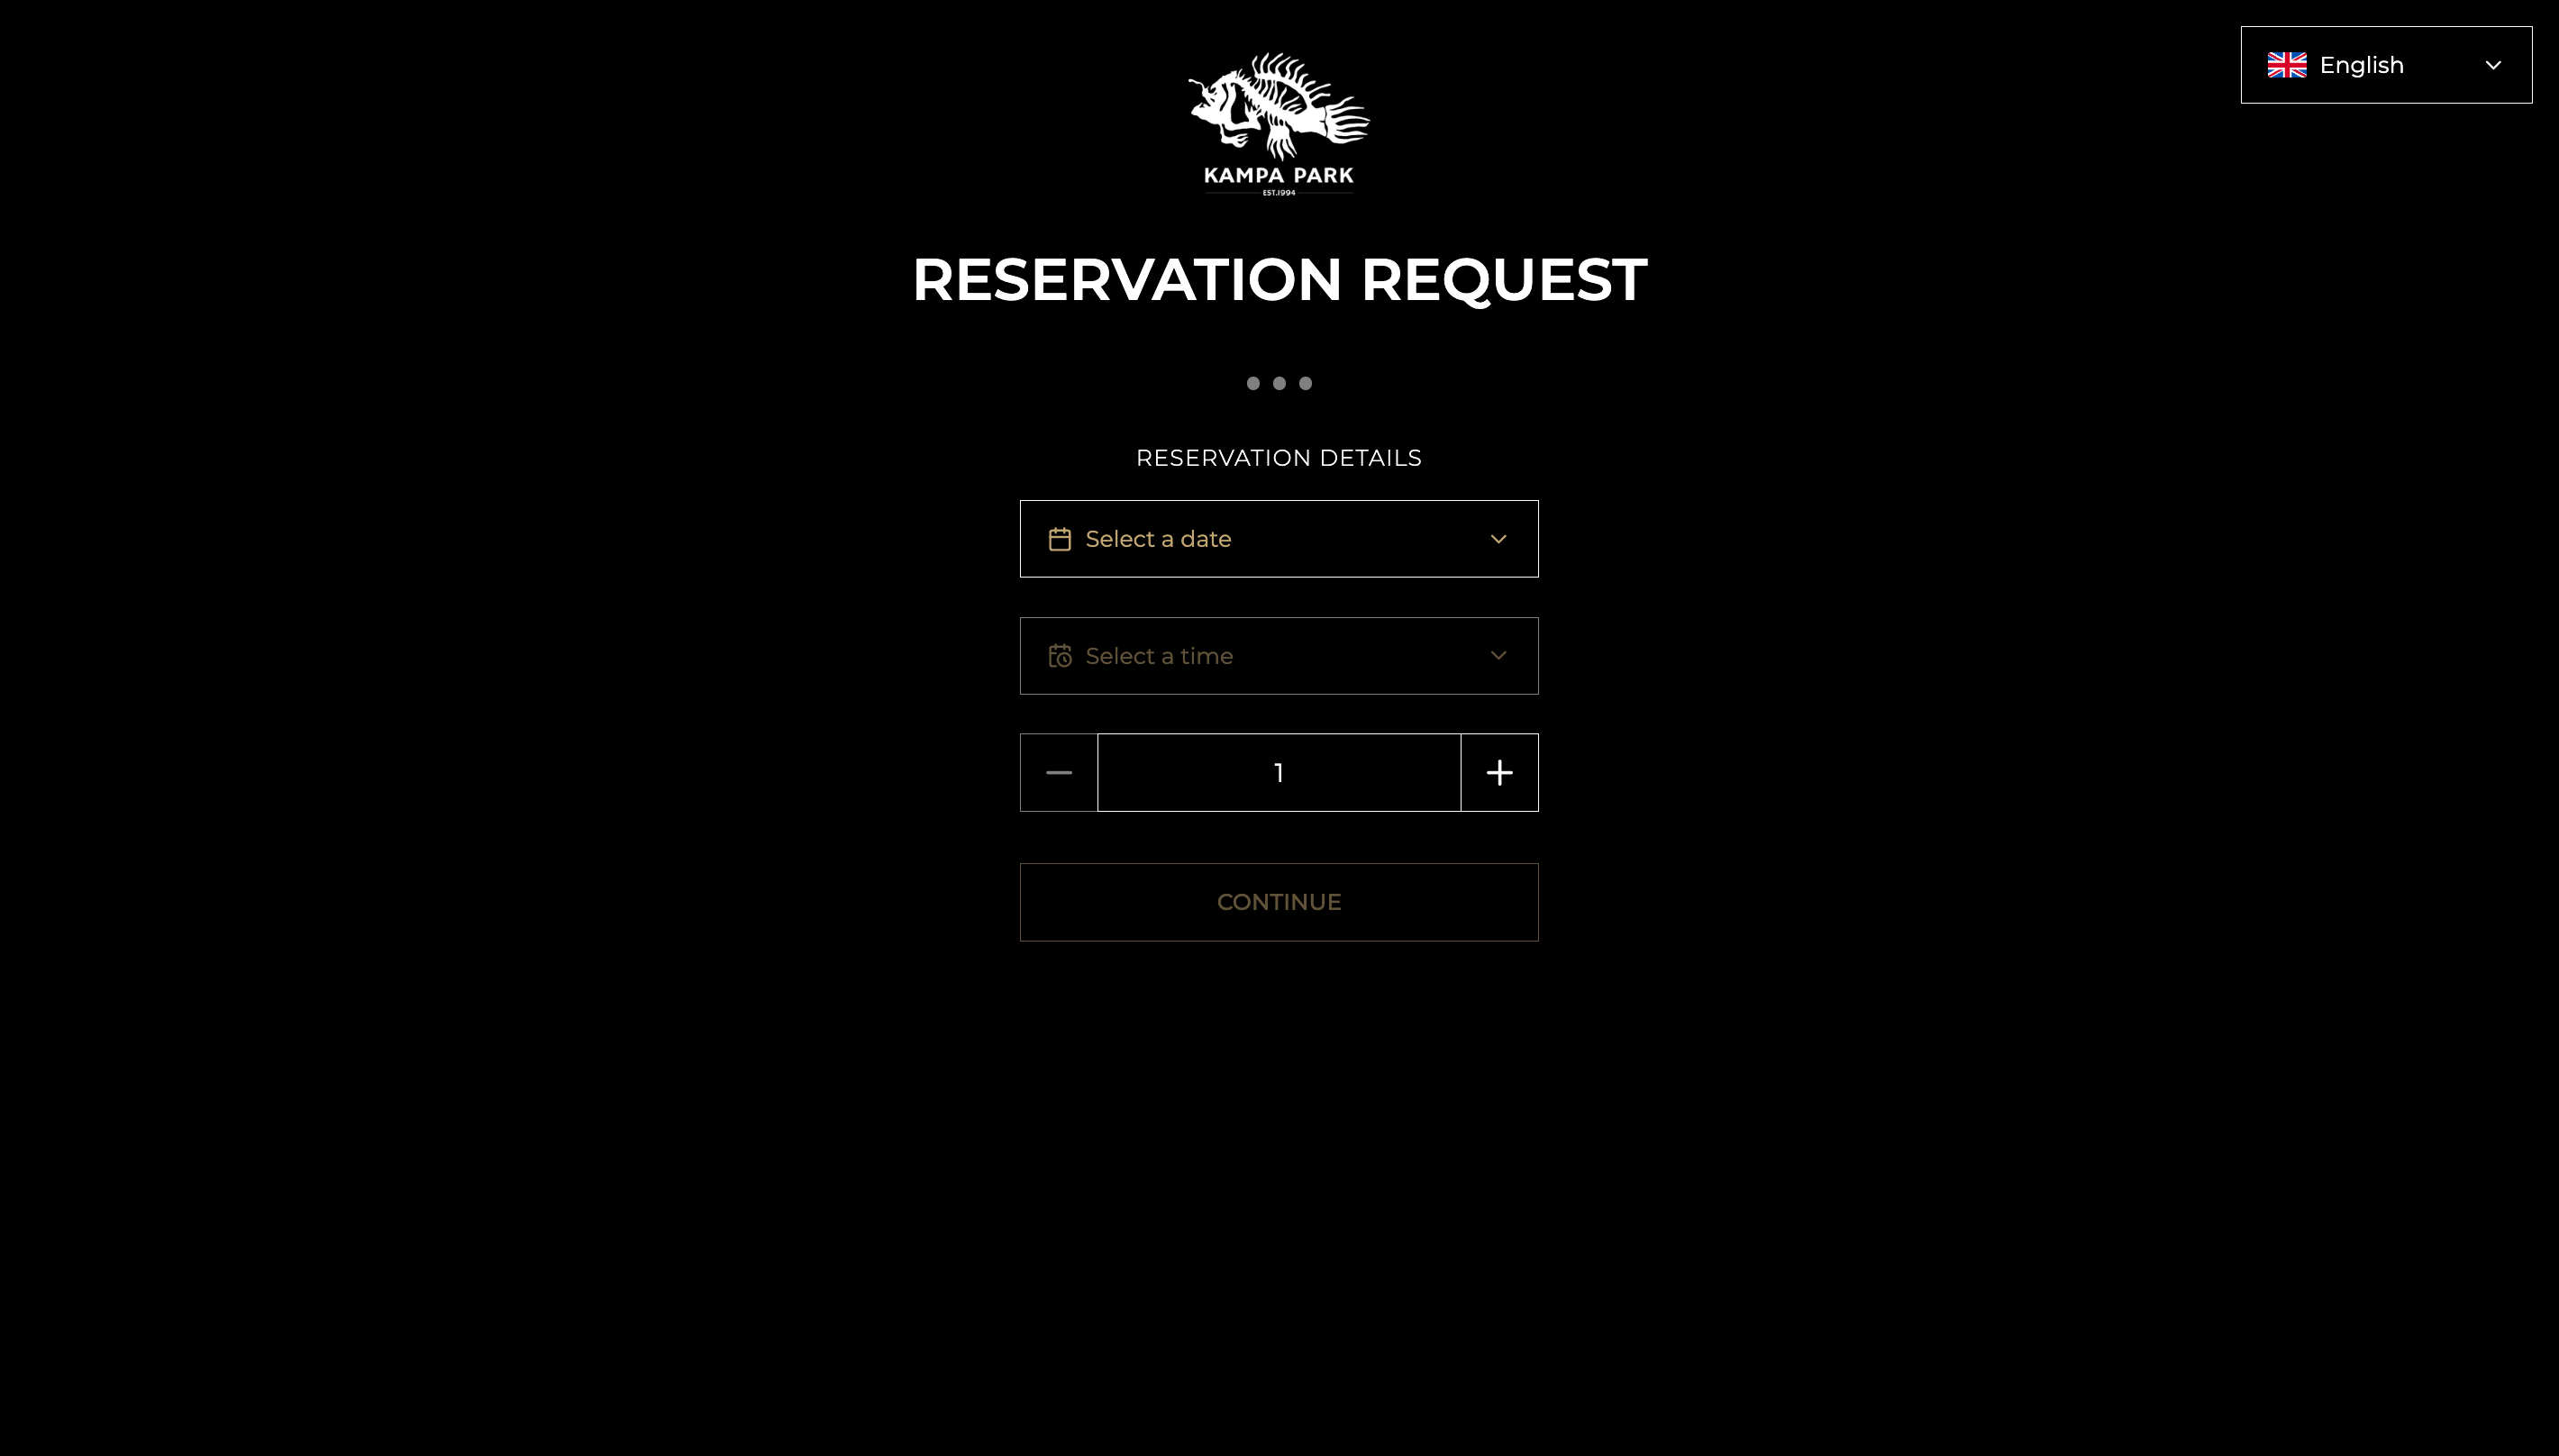 English
KAMPA PARK
EST.1994
RESERVATION REQUEST
RESERVATION DETAILS
Select a date
Select a time
1
CONTINUE